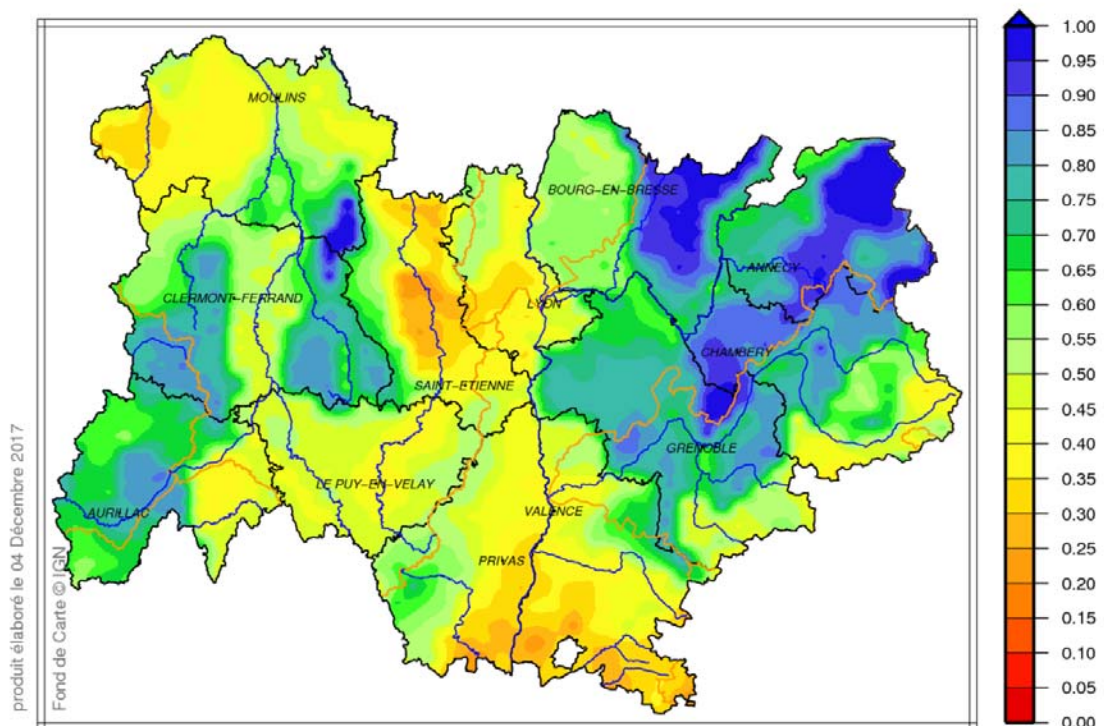 MOULINS
BOURG-EN-BRESSE
ANNECY
CLERMONT-FERRAND
LYON
CHAMBERY
SAINT-ETIENNE
GRENOBLE
LE PUY-EN-VELAY
AURILLAC
VALENCE
PRIVAS
produit élaboré le 04 Décembre 2017
Fond de Carte © IGN
1.00
0.95
0.90
0.85
0.80
0.75
0.70
0.65
0.60
0.55
0.50
0.45
0.40
0.35
0.30
0.25
0.20
0.15
0.10
0.05
0.00